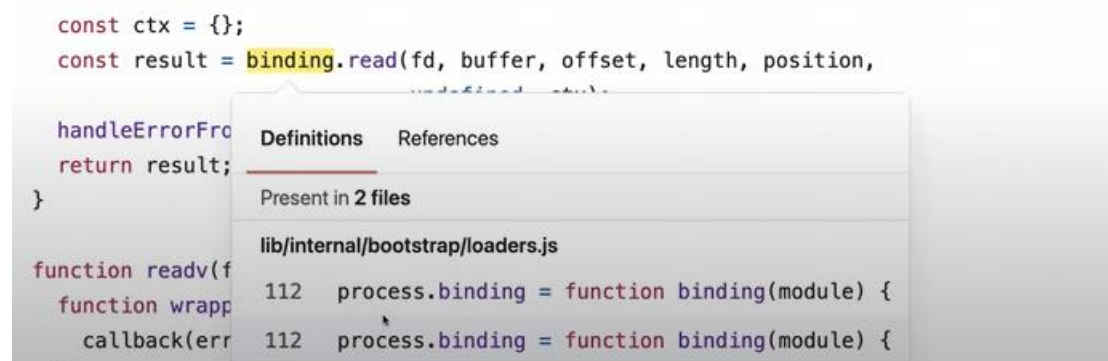 const ctx = {};
const result = binding.read(fd, buffer, offset, length, position,
undefined, ctx);
handleErrorFro
Definitions References
return result;
Present in 2 files
}
lib/internal/bootstrap/loaders.js
function readv(f
112 process.binding = function binding(module) {
function wrapp
callback(err
112 process.binding = function binding(module) {